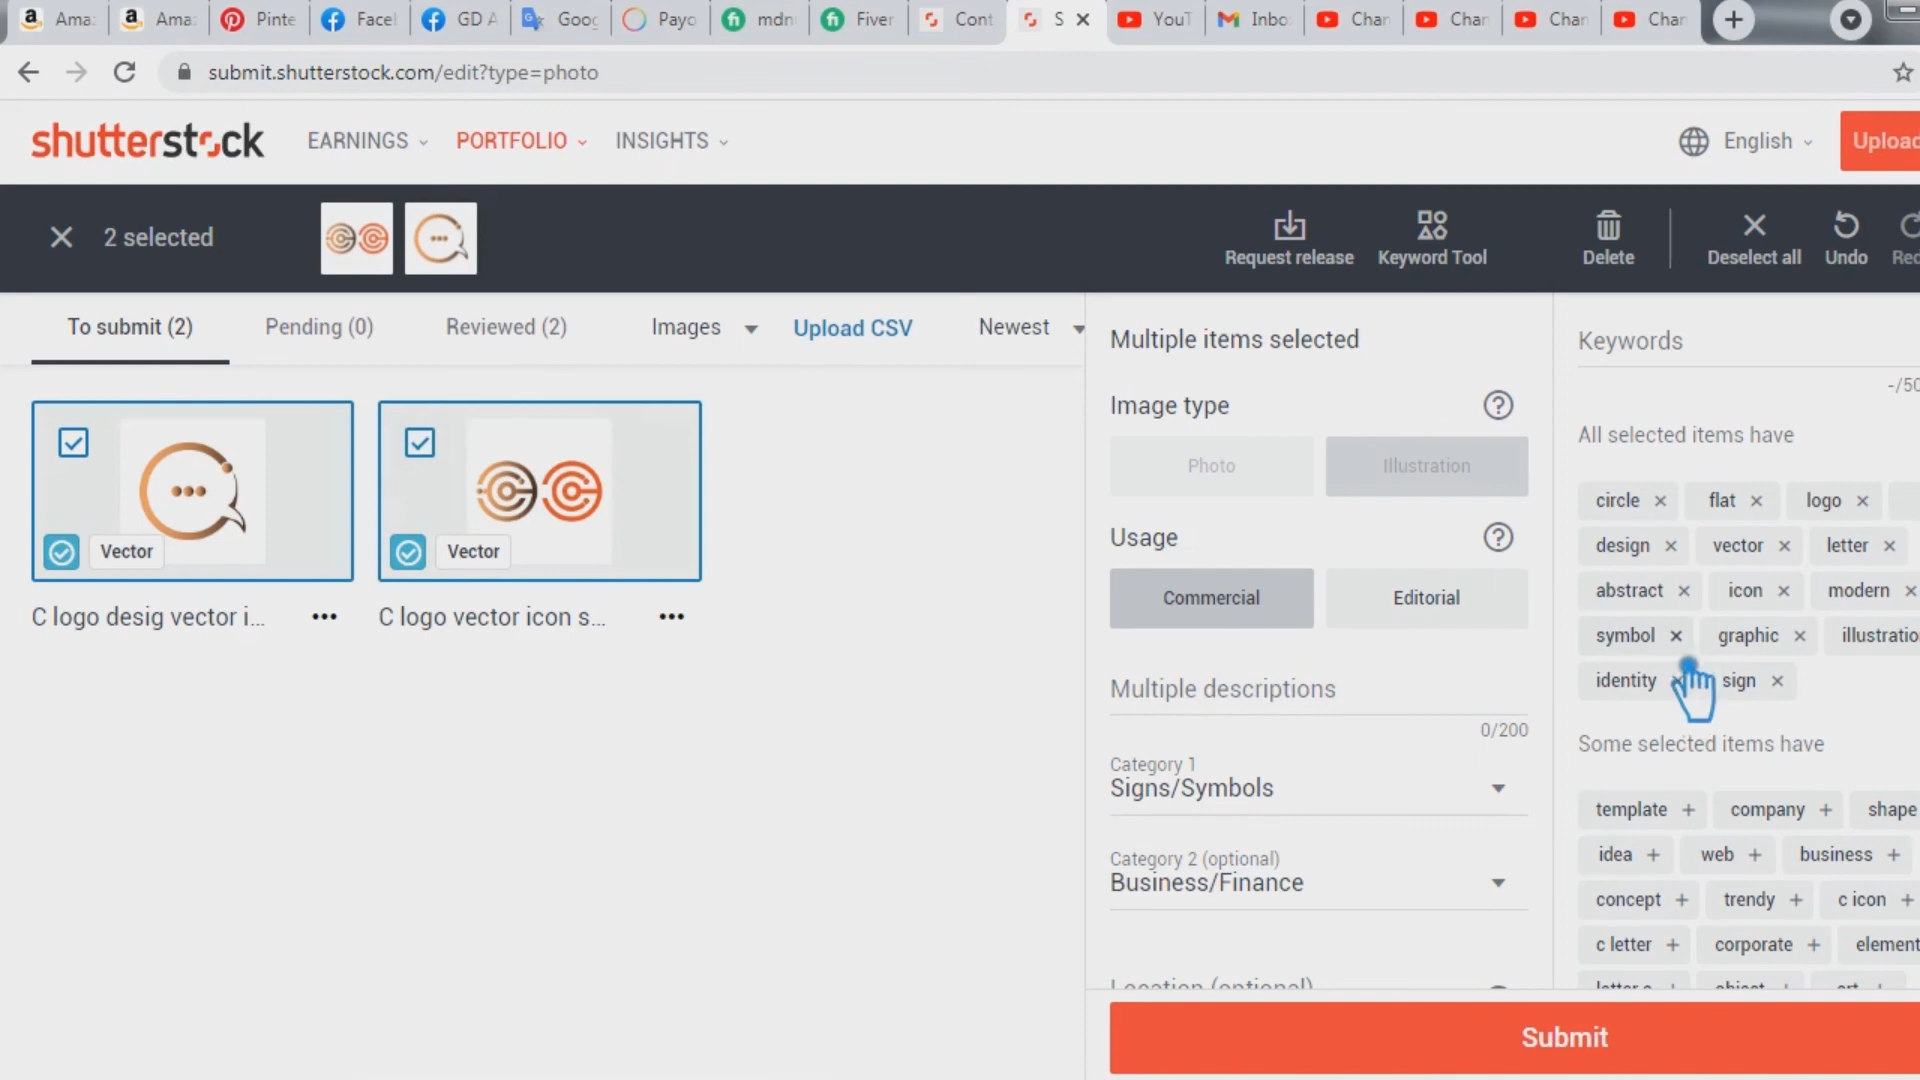 Ama: Ama: Pinte Facel GD A Goog Payo mdn Fiver Cont S YouT Inbo Chan Chan Chan Chan
submit.shutterstock.com/edit?type=photo
shutterstock EARNINGS PORTFOLIO INSIGHTS English Upload
2 selected Request release Keyword Tool Delete Deselect all Undo
To submit (2) Pending (0) Reviewed (2) Images Upload CSV Newest
Vector
Vector
C logo desig vector i... C logo vector icon s...
Multiple items selected
Image type
Photo Illustration
Usage
Commercial Editorial
Multiple descriptions
0/200
Category 1
Signs/Symbols
Category 2 (optional)
Business/Finance
Location (optional)
Keywords
-/50
All selected items have
circle flat logo
design vector letter
abstract icon modern
symbol graphic illustratio
identity sign
Some selected items have
template + company + shape
idea + web + business +
concept + trendy + c icon +
c letter + corporate + element
letter c + object + art +
Submit